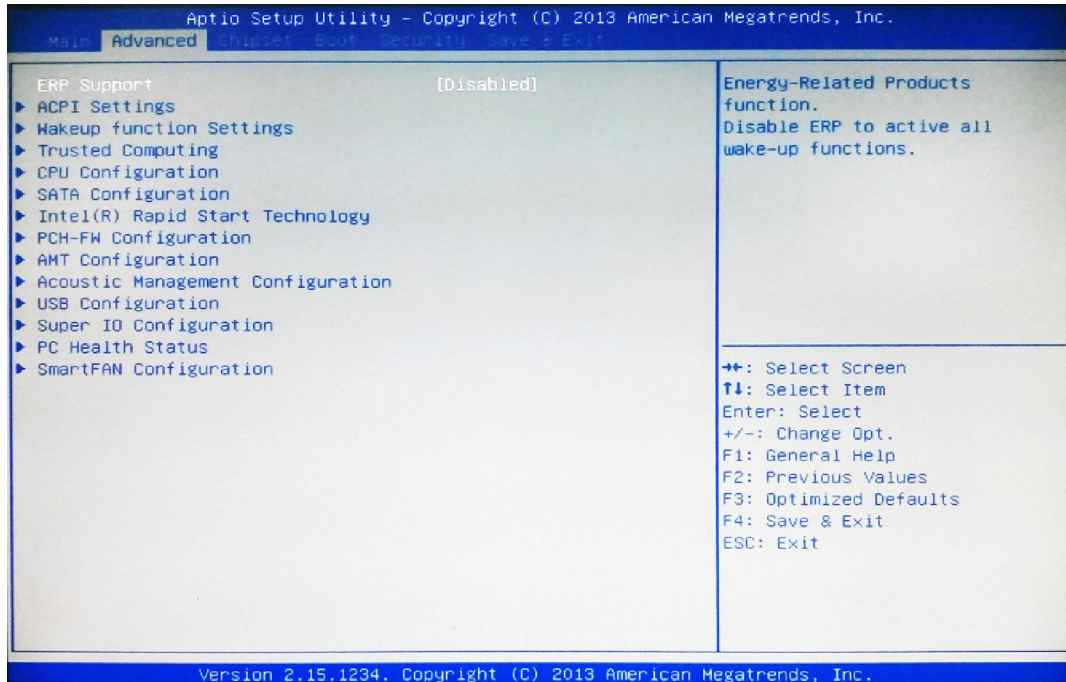 Aptio Setup Utility – Copyright (C) 2013 American Megatrends, Inc.
Main Advanced Chipset Boot Security Save & Exit
ERP Support [Disabled]
► ACPI Settings
► Wakeup function Settings
► Trusted Computing
► CPU Configuration
► SATA Configuration
► Intel(R) Rapid Start Technology
► PCH-FW Configuration
► AMT Configuration
► Acoustic Management Configuration
► USB Configuration
► Super IO Configuration
► PC Health Status
► SmartFAN Configuration
Energy-Related Products
function.
Disable ERP to active all
wake-up functions.
→←: Select Screen
↑↓: Select Item
Enter: Select
+/-: Change Opt.
F1: General Help
F2: Previous Values
F3: Optimized Defaults
F4: Save & Exit
ESC: Exit
Version 2.15.1234. Copyright (C) 2013 American Megatrends, Inc.